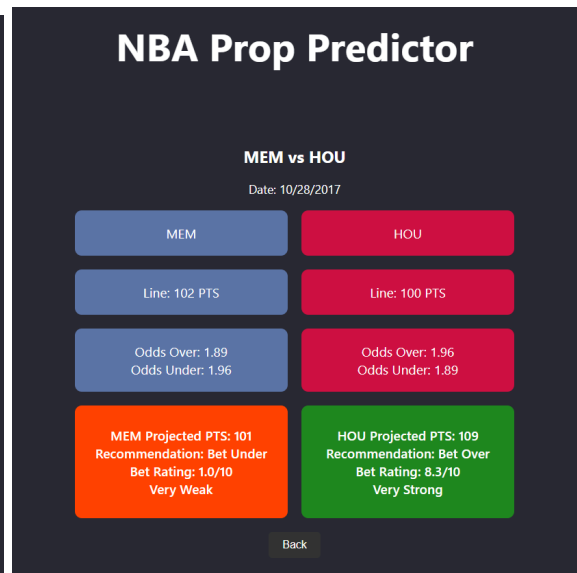 NBA Prop Predictor
MEM vs HOU
Date: 10/28/2017
MEM
HOU
Line: 102 PTS
Line: 100 PTS
Odds Over: 1.89
Odds Under: 1.96
Odds Over: 1.96
Odds Under: 1.89
MEM Projected PTS: 101
Recommendation: Bet Under
Bet Rating: 1.0/10
Very Weak
HOU Projected PTS: 109
Recommendation: Bet Over
Bet Rating: 8.3/10
Very Strong
Back